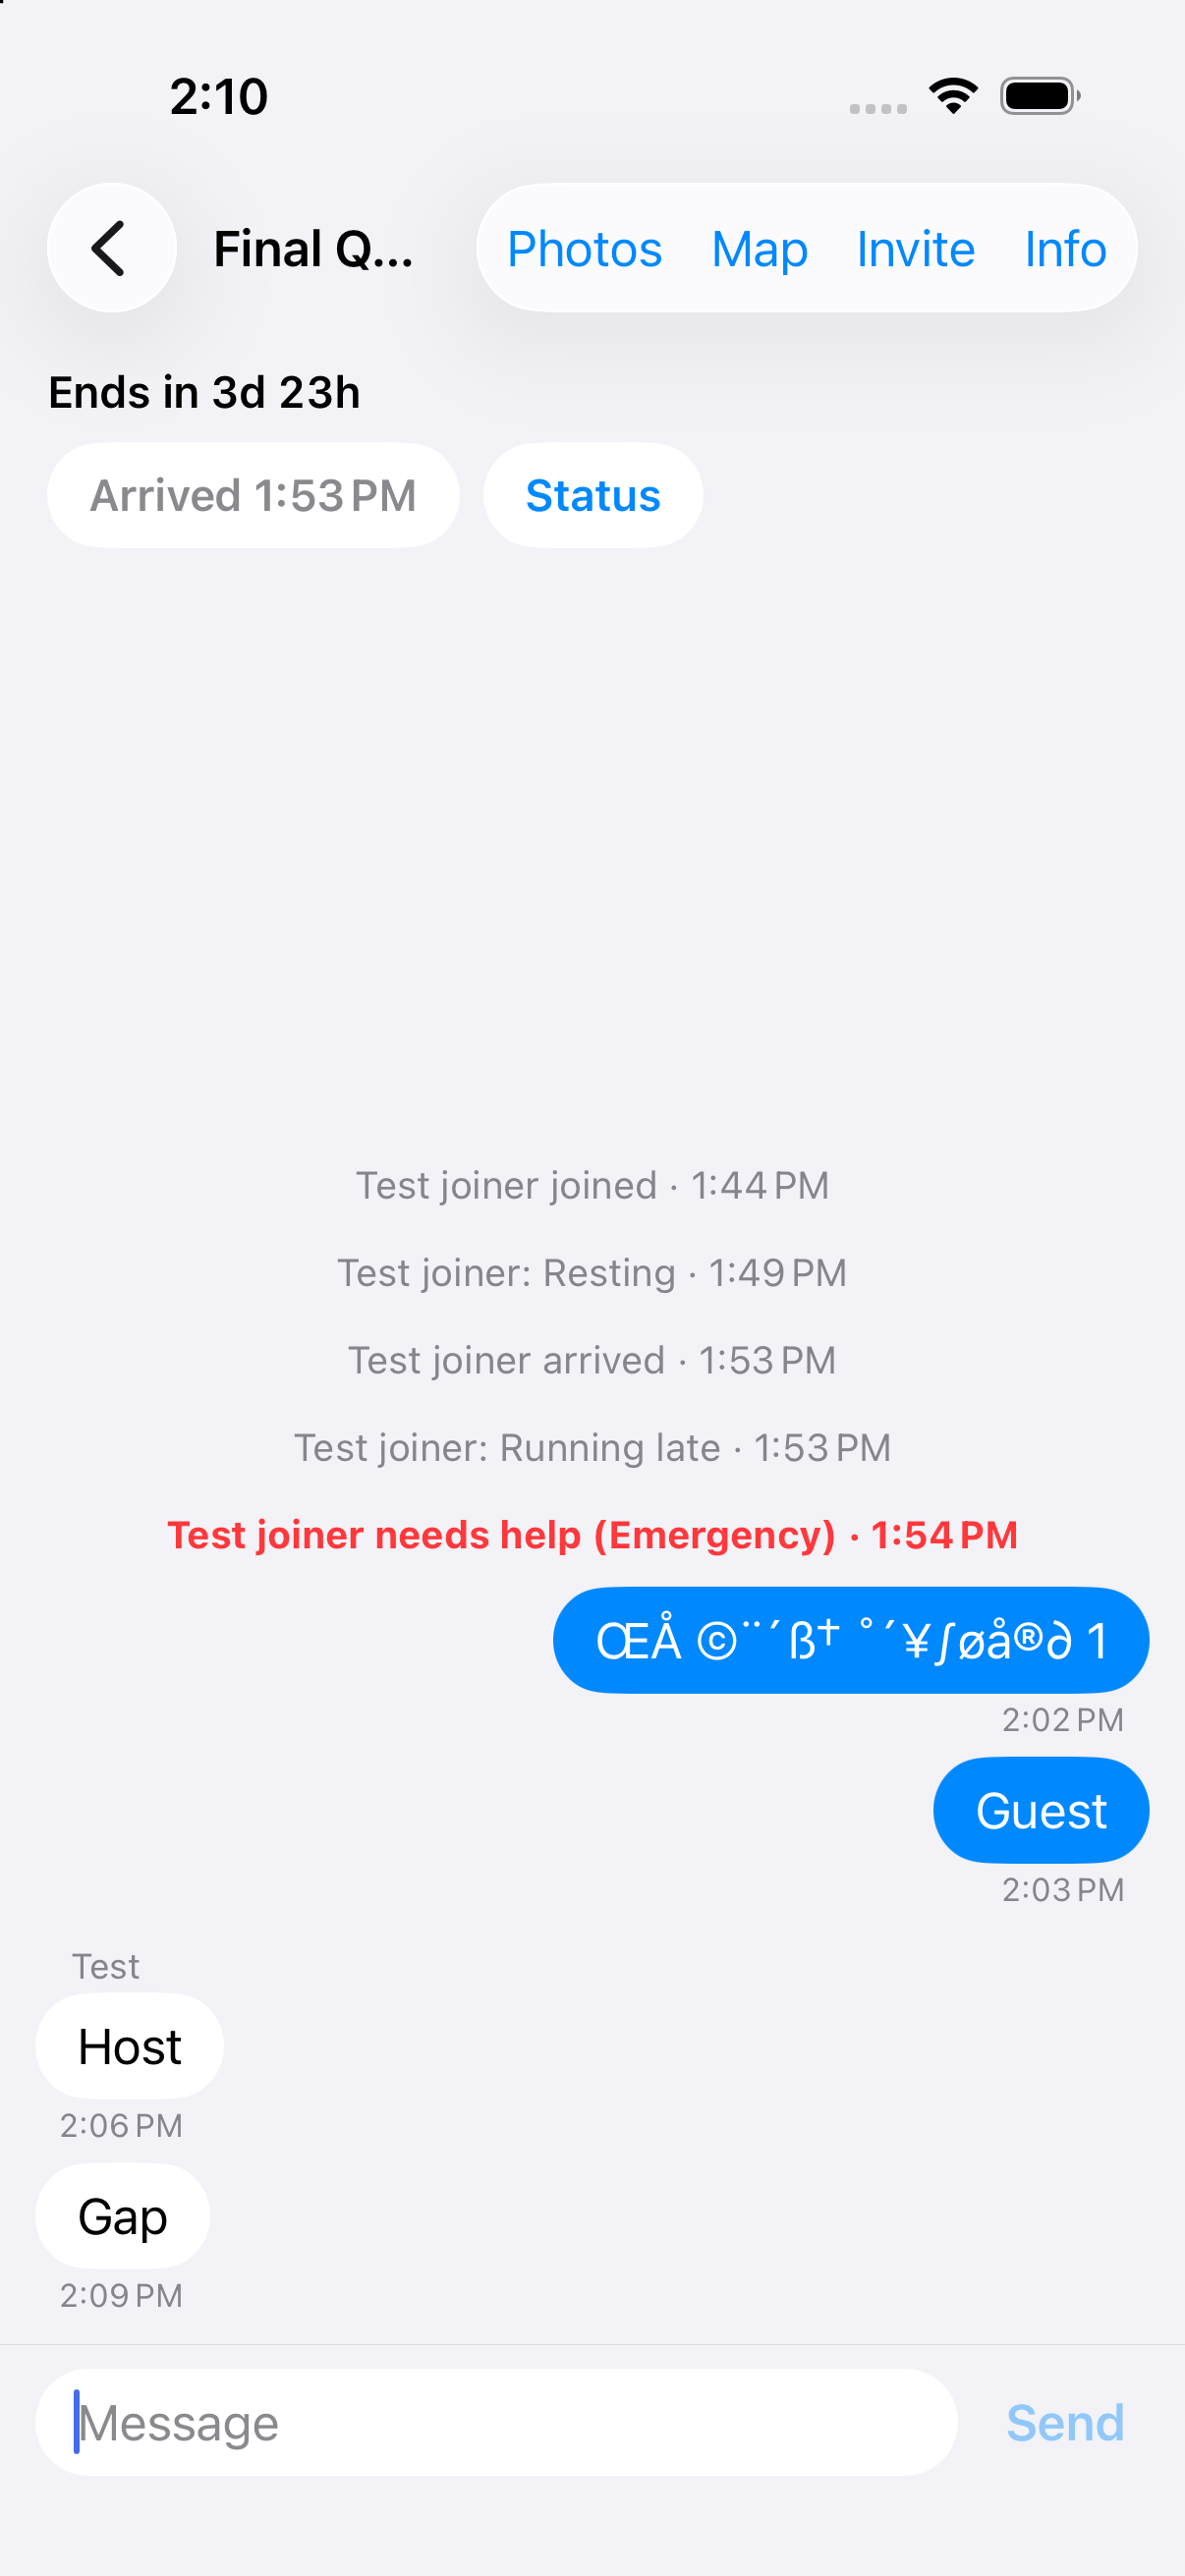 2:10
Final Q... Photos Map Invite Info
Ends in 3d 23h
Arrived 1:53 PM Status
Test joiner joined · 1:44 PM
Test joiner: Resting · 1:49 PM
Test joiner arrived · 1:53 PM
Test joiner: Running late · 1:53 PM
Test joiner needs help (Emergency) · 1:54 PM
ŒÅ ©¨´ß† ˚´¥∫øå®∂ 1
2:02 PM
Guest
2:03 PM
Test
Host
2:06 PM
Gap
2:09 PM
Message Send